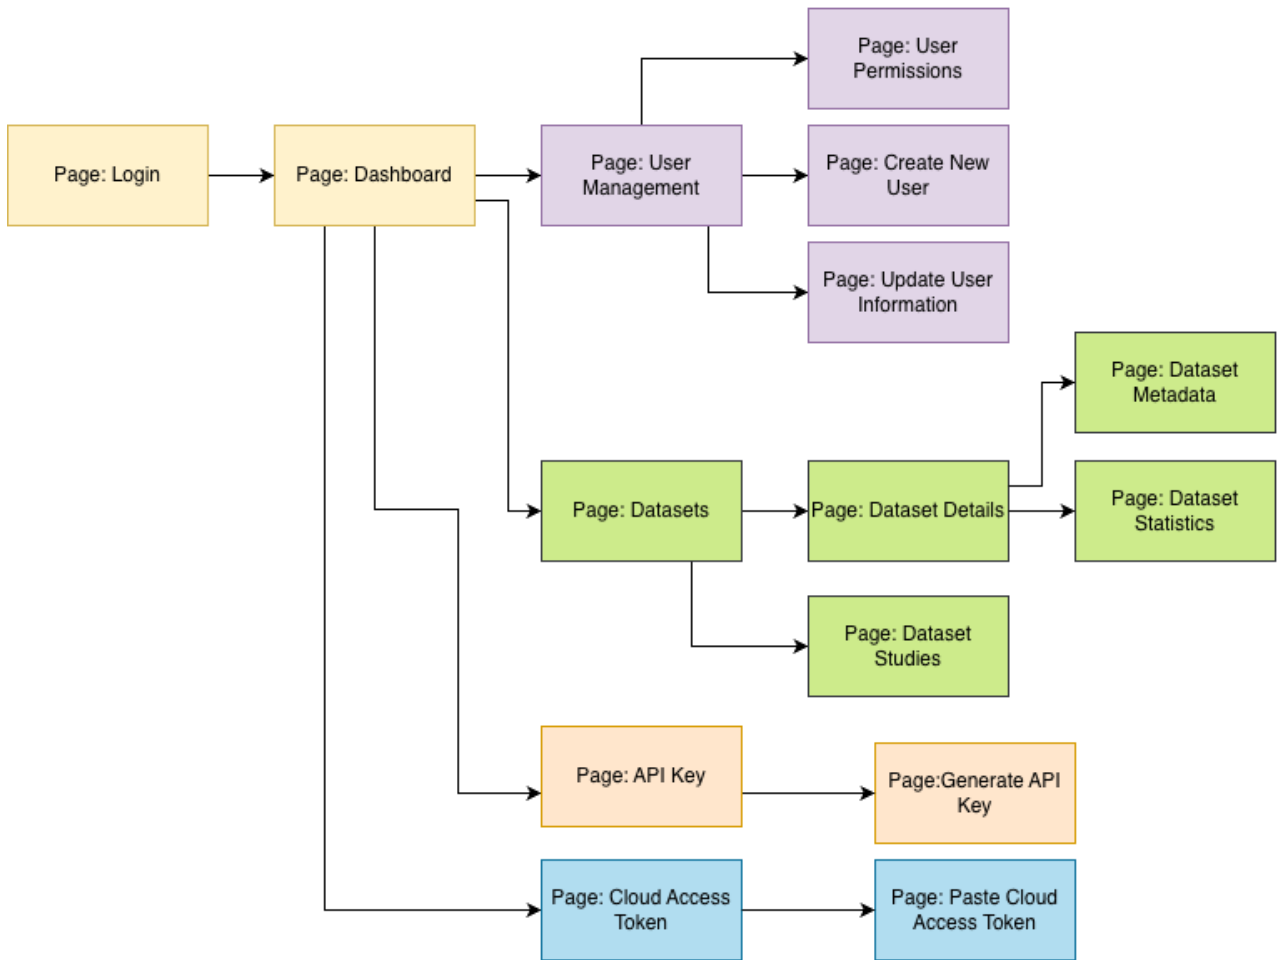 Page: User
Permissions
Page: Login
Page: Dashboard
Page: User
Management
Page: Create New
User
Page: Update User
Information
Page: Dataset
Metadata
Page: Datasets
Page: Dataset Details
Page: Dataset
Statistics
Page: Dataset
Studies
Page: API Key
Page:Generate API
Key
Page: Cloud Access
Token
Page: Paste Cloud
Access Token